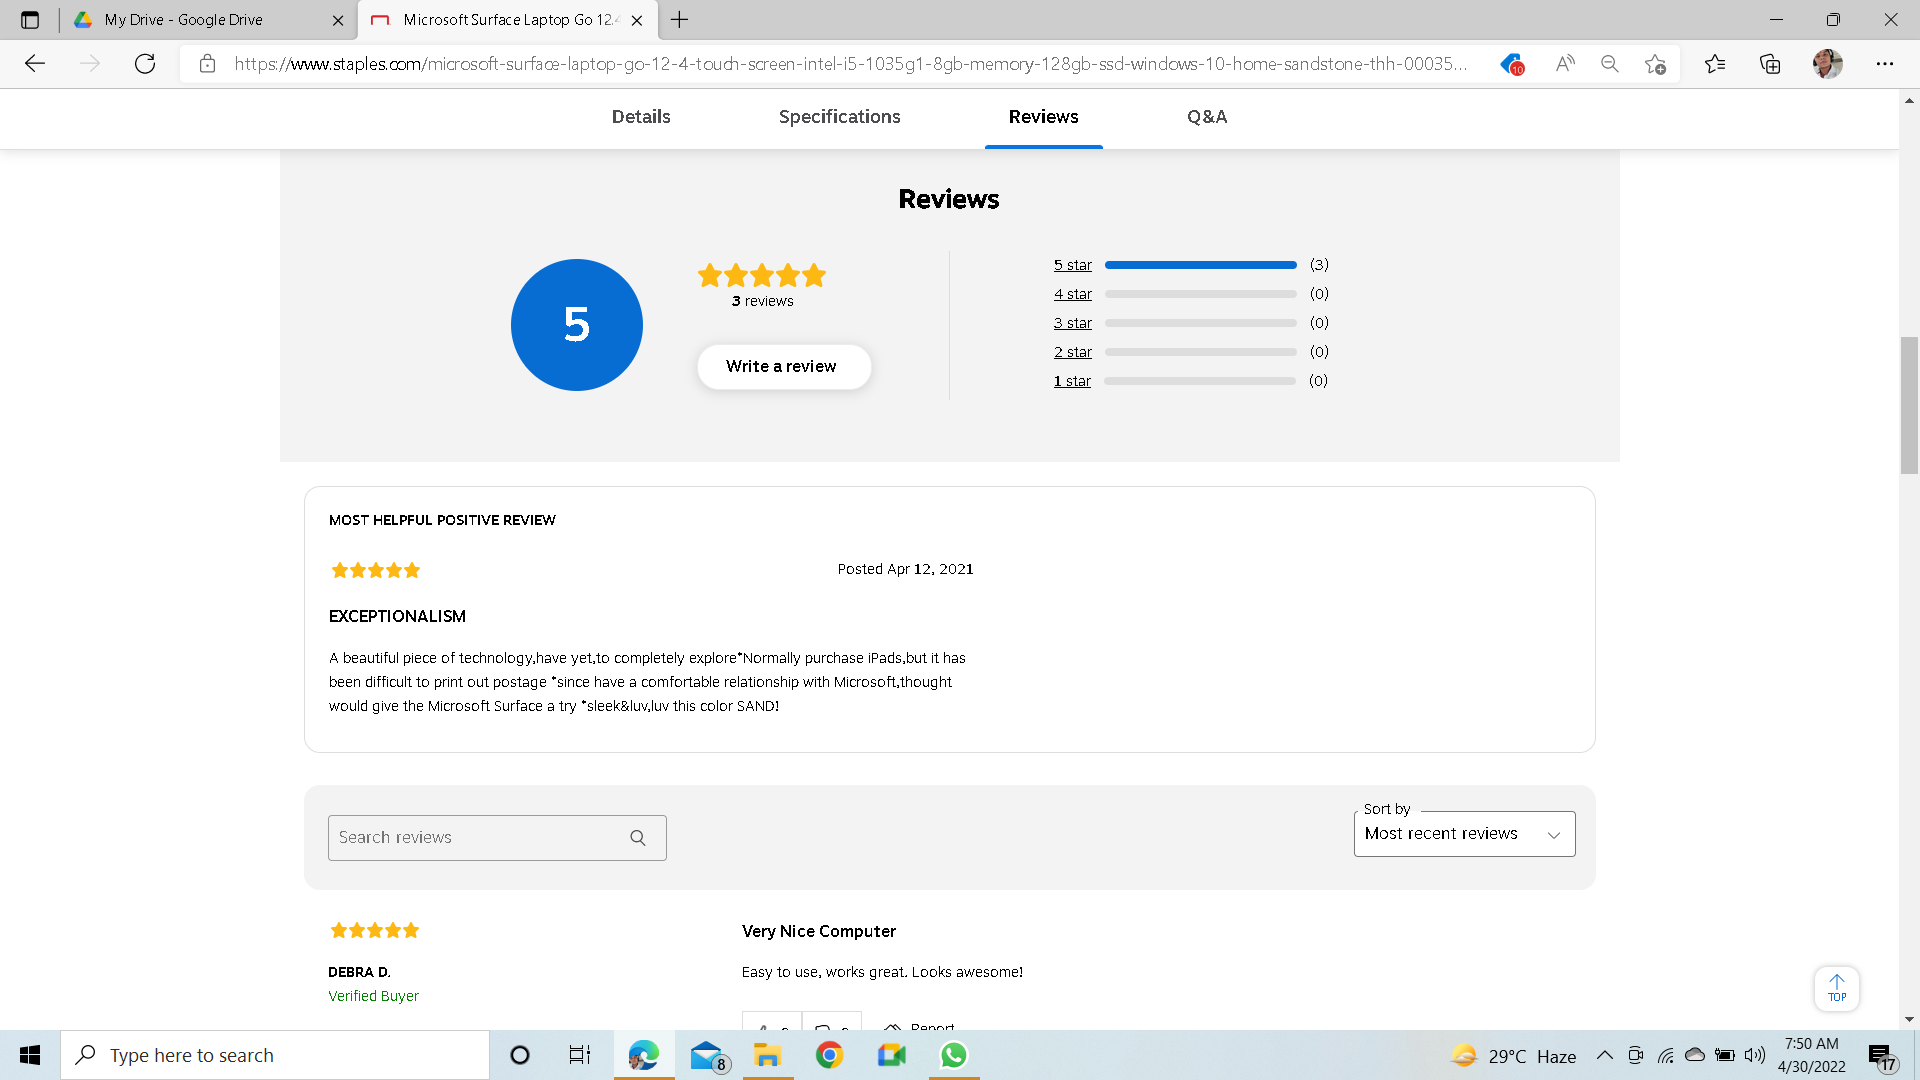 My Drive - Google Drive
Microsoft Surface Laptop Go 12.4
https://www.staples.com/microsoft-surface-laptop-go-12-4-touch-screen-intel-i5-1035g1-8gb-memory-128gb-ssd-windows-10-home-sandstone-thh-00035...
10
Details Specifications Reviews Q&A
Reviews
5
3 reviews
Write a review
5 star (3)
4 star (0)
3 star (0)
2 star (0)
1 star (0)
MOST HELPFUL POSITIVE REVIEW
Posted Apr 12, 2021
EXCEPTIONALISM
A beautiful piece of technology,have yet,to completely explore*Normally purchase iPads,but it has
been difficult to print out postage *since have a comfortable relationship with Microsoft,thought
would give the Microsoft Surface a try *sleek&luv,luv this color SAND!
Search reviews
Sort by
Most recent reviews
Very Nice Computer
DEBRA D.
Easy to use, works great. Looks awesome!
Verified Buyer
TOP
Report
Type here to search
8
29°C Haze
7:50 AM
4/30/2022
17